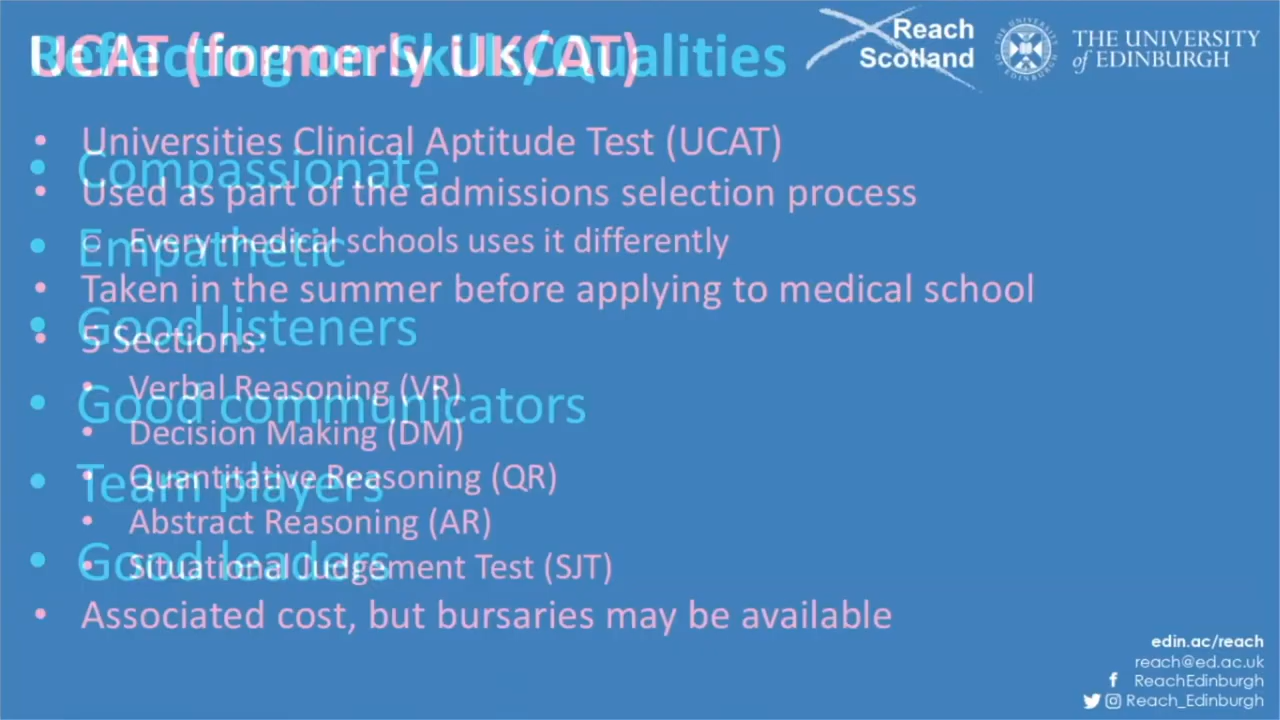 UCAT (formerly UKCAT)
Reflecting on Skills/Qualities
Reach
Scotland
THE UNIVERSITY
of EDINBURGH
• Universities Clinical Aptitude Test (UCAT)
• Compassionate
• Used as part of the admissions selection process
○ Every medical schools uses it differently
• Empathetic
• Taken in the summer before applying to medical school
• Good listeners
• 5 Sections:
• Verbal Reasoning (VR)
• Good communicators
• Decision Making (DM)
• Quantitative Reasoning (QR)
• Team players
• Abstract Reasoning (AR)
• Good leaders
• Situational Judgement Test (SJT)
• Associated cost, but bursaries may be available
edin.ac/reach
reach@ed.ac.uk
ReachEdinburgh
Reach_Edinburgh